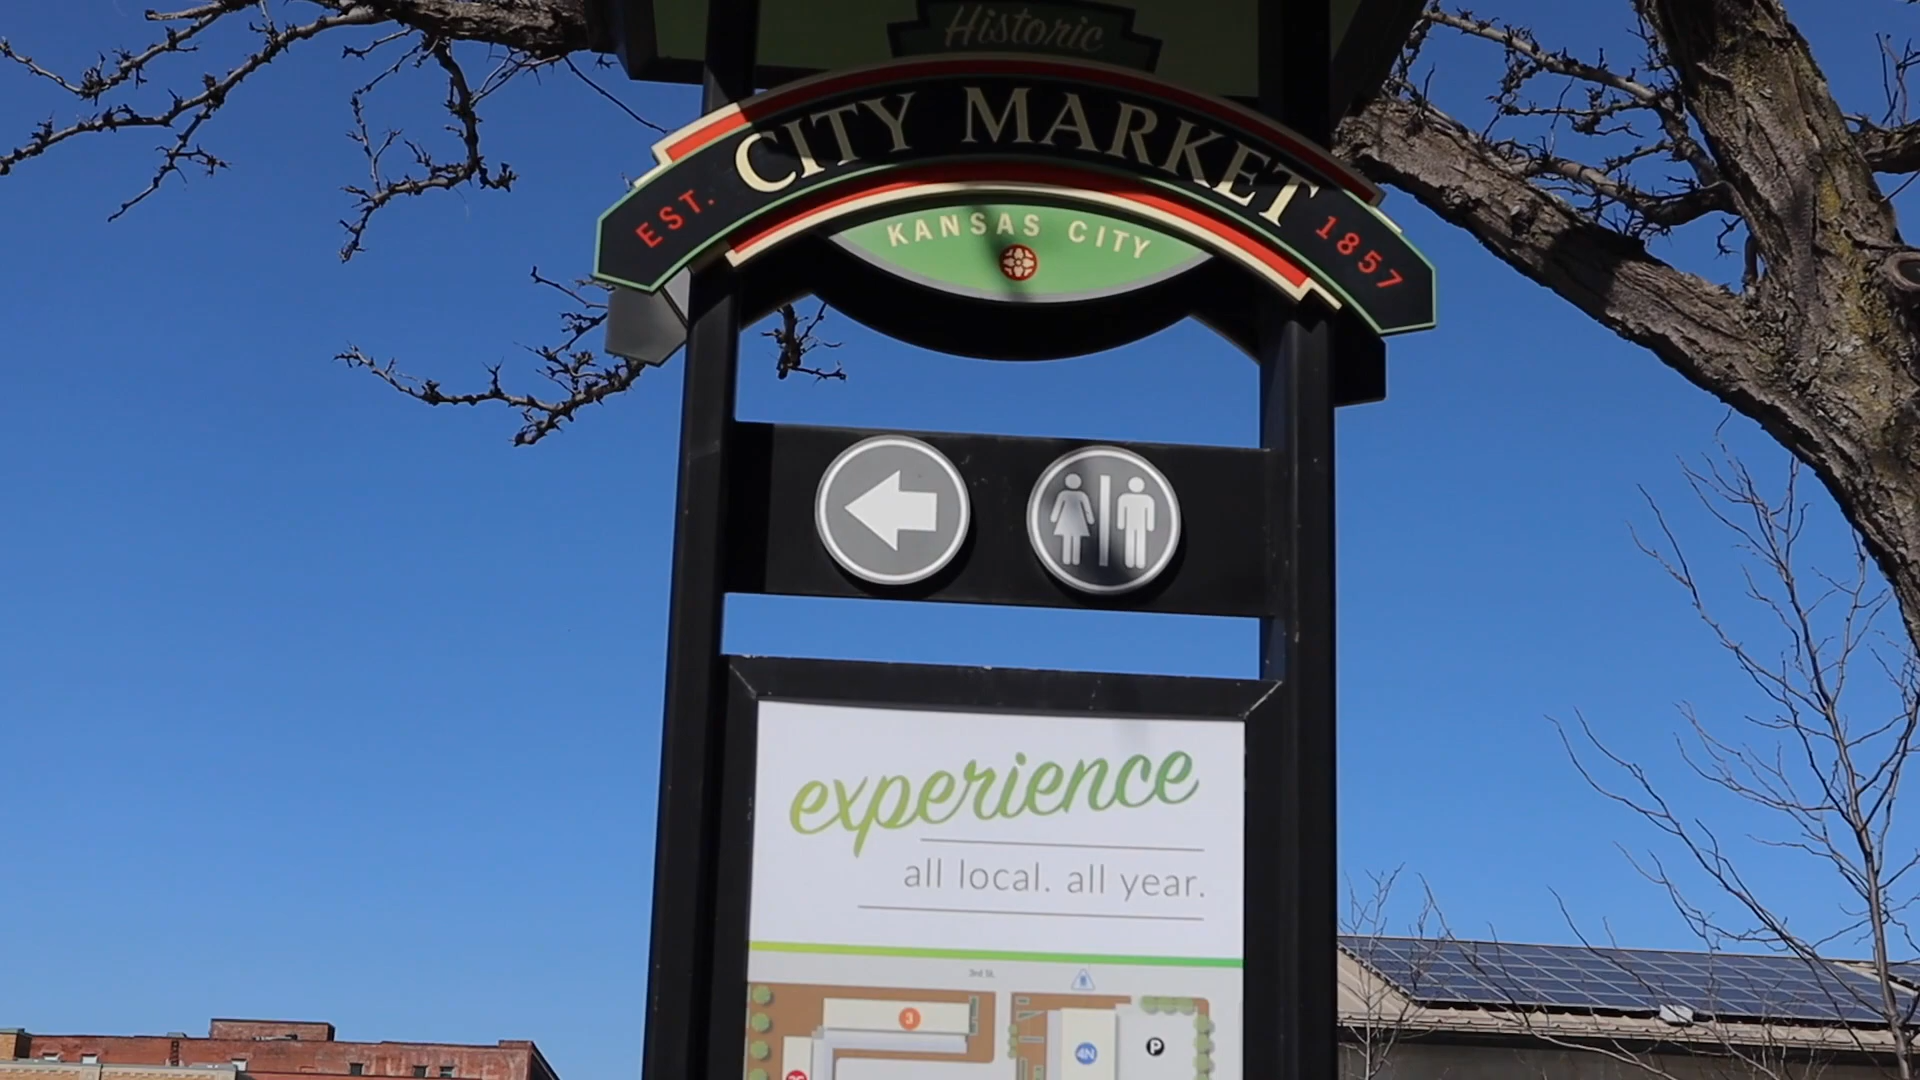 Historic
CITY MARKET
EST. 1857
KANSAS CITY
experience
all local. all year.
3rd St.
3
4N
P